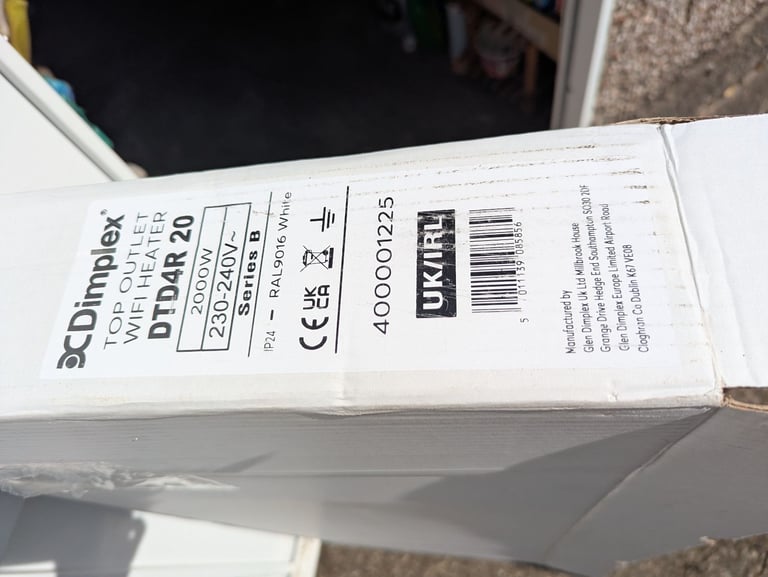 Dimplex®
TOP OUTLET
WIFI HEATER
DTD4R 20
2000W
230-240V~
Series B
IP24 - RAL9016 White
CE UK CA
400001225
UK/IRL
5 011139 085856
Manufactured by
Glen Dimplex Uk Ltd Millbrook House
Grange Drive Hedge End Southampton SO30 2DF
Glen Dimplex Europe Limited Airport Road
Cloghran Co Dublin K67 VE08